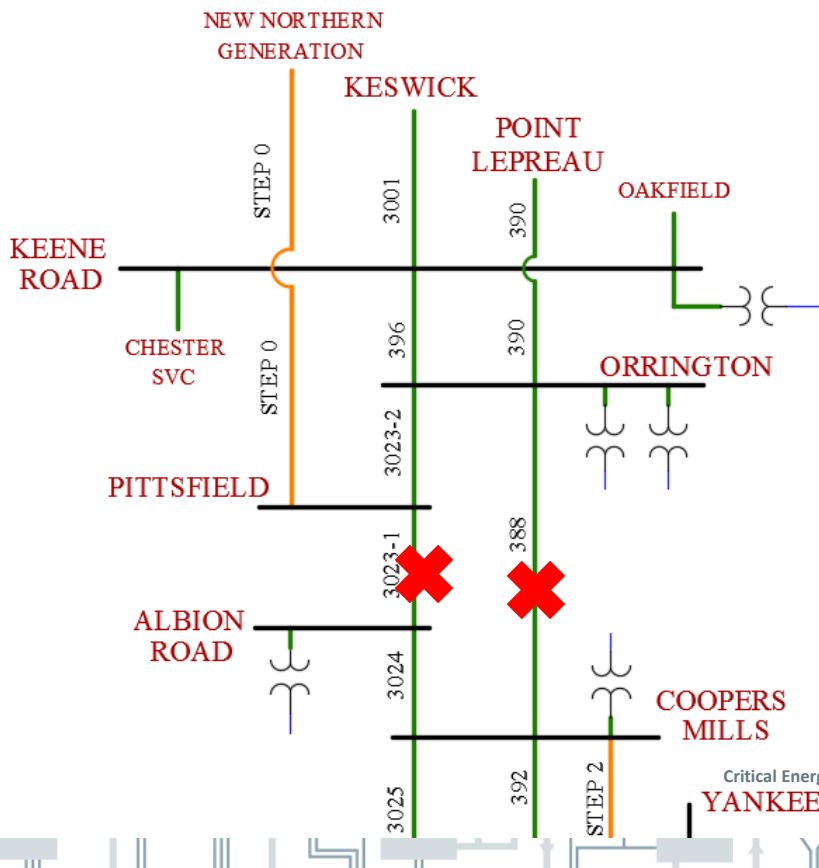 NEW NORTHERN
GENERATION
KESWICK
POINT
LEPREAU
STEP 0
3001
390
OAKFIELD
KEENE
ROAD
CHESTER
SVC
STEP 0
396
390
ORRINGTON
3023-2
PITTSFIELD
3023-1
388
ALBION
ROAD
3024
COOPERS
MILLS
3025
392
STEP 2
Critical Energ
YANKEE